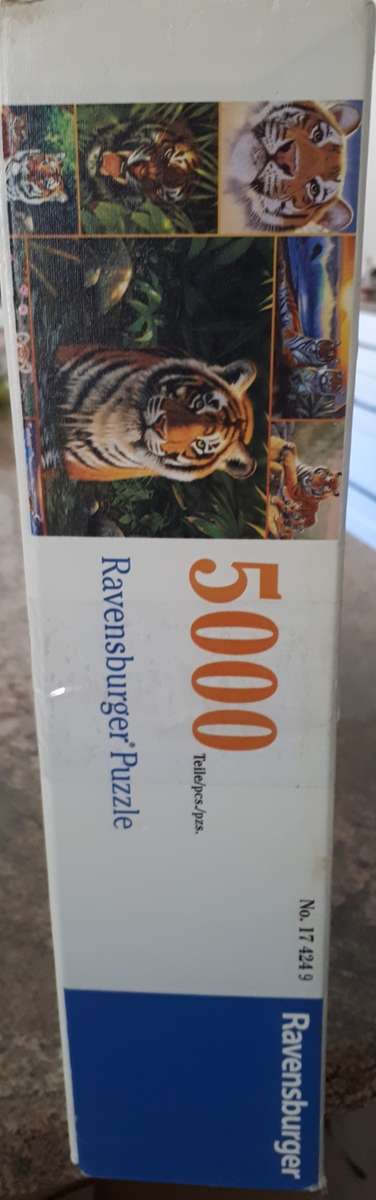 No. 17 424 9
Ravensburger
5000 Teile/pcs./pzs.
Ravensburger® Puzzle